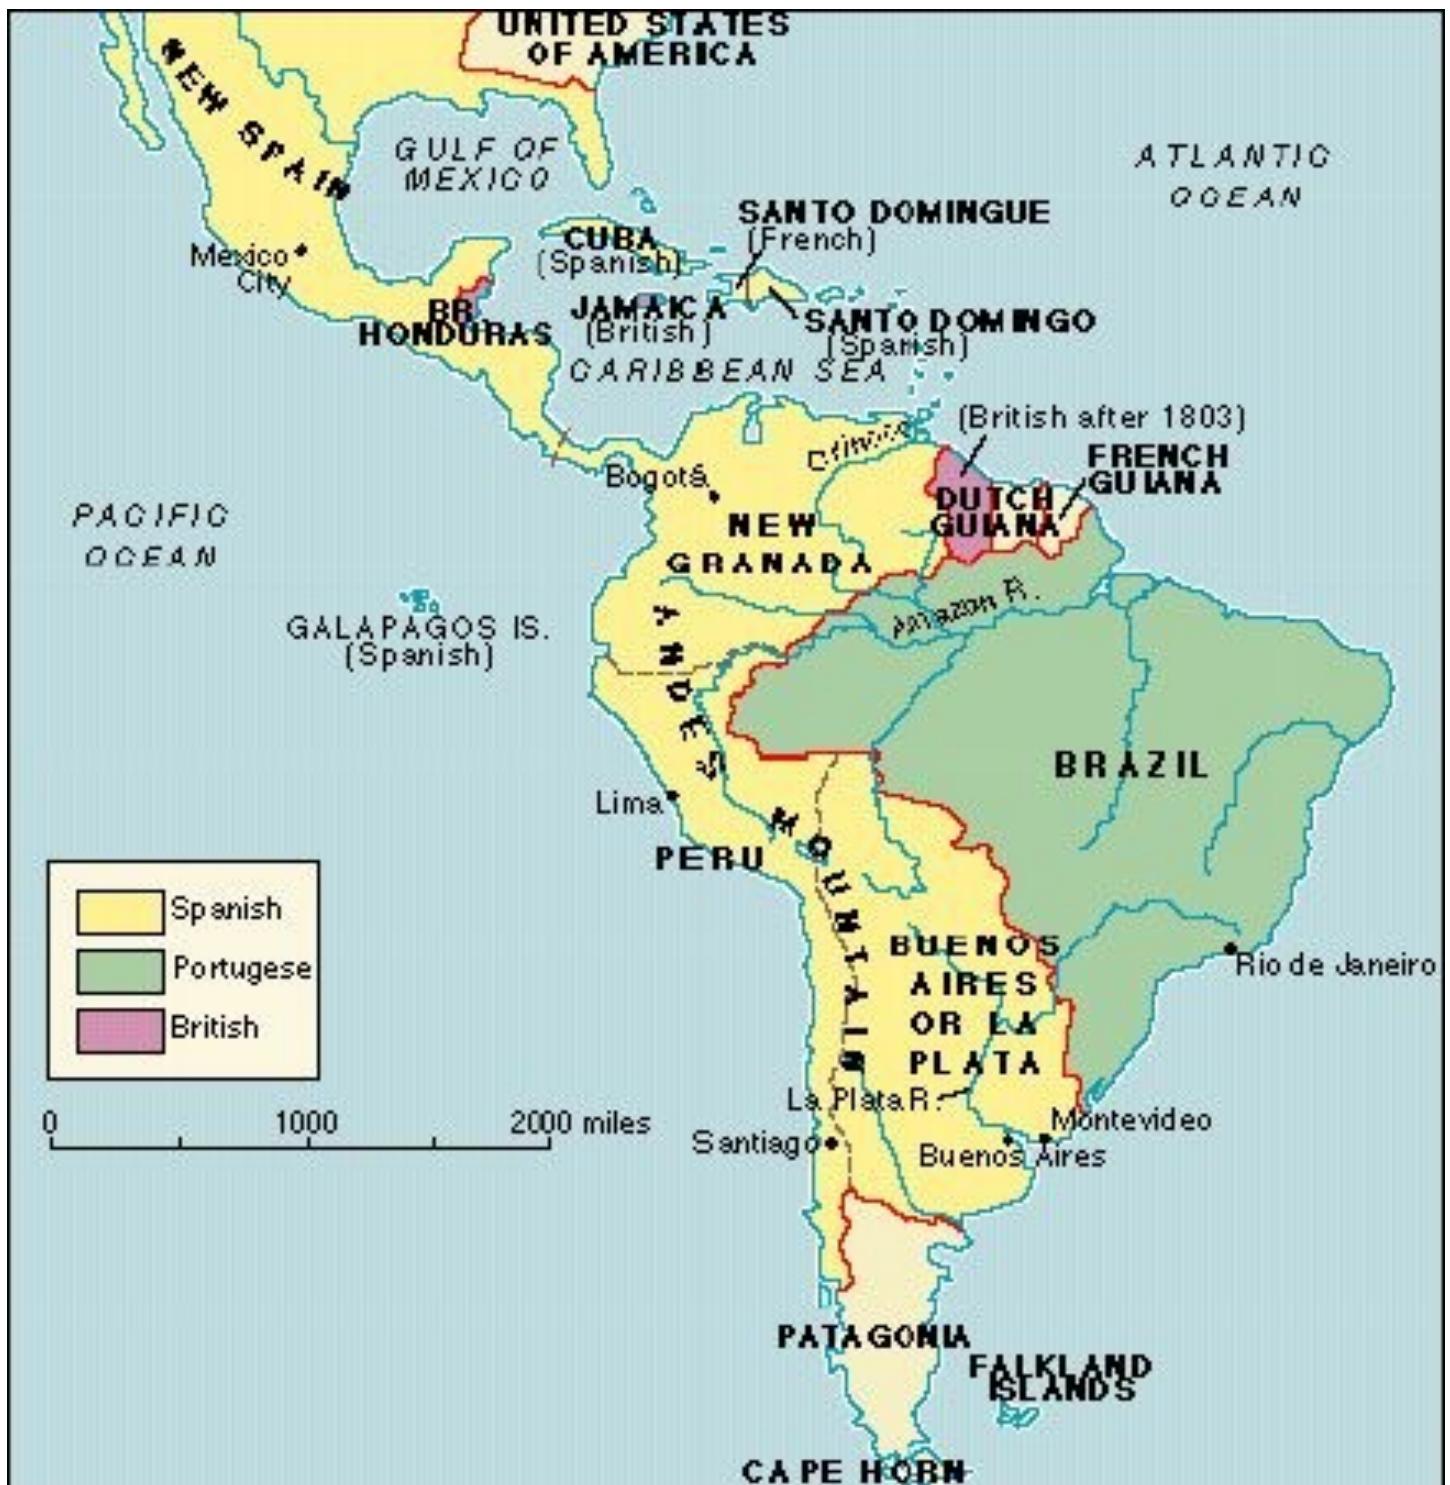 UNITED STATES
OF AMERICA
NEW SPAIN
GULF OF
MEXICO
ATLANTIC
OCEAN
SANTO DOMINGUE
(French)
CUBA
(Spanish)
Mexico
City
BR
HONDURAS
JAMAICA
(British)
SANTO DOMINGO
(Spanish)
CARIBBEAN SEA
(British after 1803)
Orinoco
FRENCH
GUIANA
Bogotá
DUTCH
GUIANA
PACIFIC
OCEAN
NEW
GRANADA
Amazon R.
GALAPAGOS IS.
(Spanish)
ANDES MOUNTAINS
BRAZIL
Lima
PERU
Spanish
Portugese
British
BUENOS
AIRES
OR LA
PLATA
Rio de Janeiro
La Plata R.
0 1000 2000 miles
Montevideo
Santiago
Buenos Aires
PATAGONIA
FALKLAND
ISLANDS
CAPE HORN